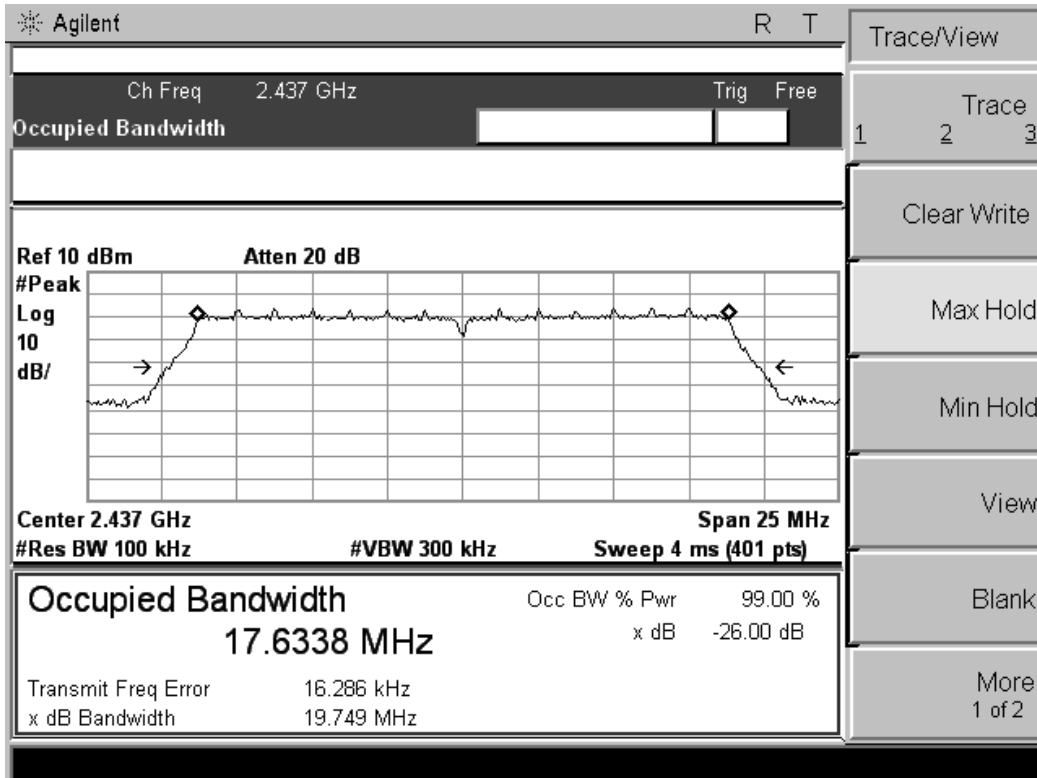 Agilent R T
Trace/View
Ch Freq 2.437 GHz Trig Free
Occupied Bandwidth
Trace
1 2 3
Clear Write
Max Hold
Min Hold
View
Blank
More
1 of 2
Ref 10 dBm Atten 20 dB
#Peak
Log
10
dB/
Center 2.437 GHz Span 25 MHz
#Res BW 100 kHz #VBW 300 kHz Sweep 4 ms (401 pts)
Occupied Bandwidth Occ BW % Pwr 99.00 %
17.6338 MHz x dB -26.00 dB
Transmit Freq Error 16.286 kHz
x dB Bandwidth 19.749 MHz